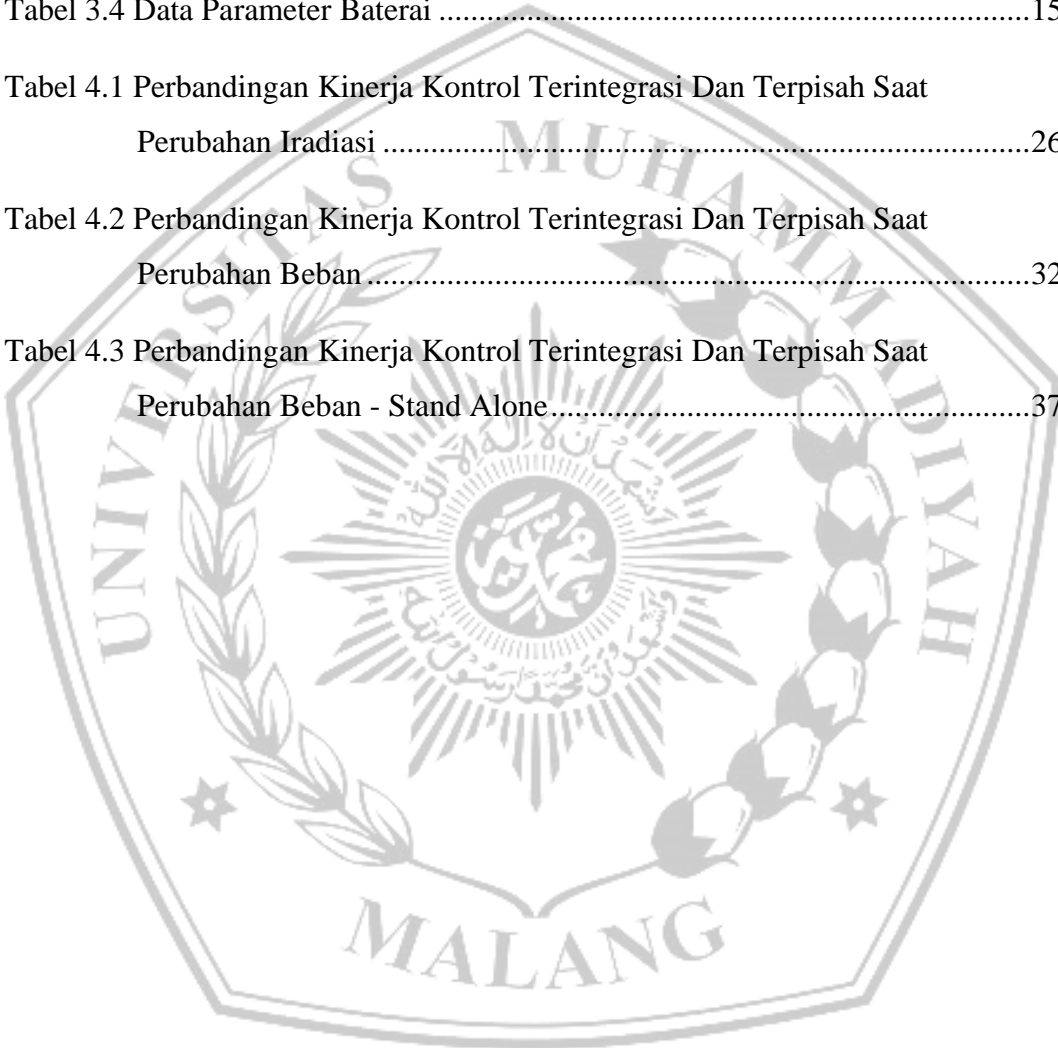 Tabel 3.4 Data Parameter Baterai ....................................................................................15
Tabel 4.1 Perbandingan Kinerja Kontrol Terintegrasi Dan Terpisah Saat
Perubahan Iradiasi ..............................................................................................26
Tabel 4.2 Perbandingan Kinerja Kontrol Terintegrasi Dan Terpisah Saat
Perubahan Beban ................................................................................................32
Tabel 4.3 Perbandingan Kinerja Kontrol Terintegrasi Dan Terpisah Saat
Perubahan Beban - Stand Alone ......................................................................37
UNIVERSITAS MUHAMMADIYAH
MALANG